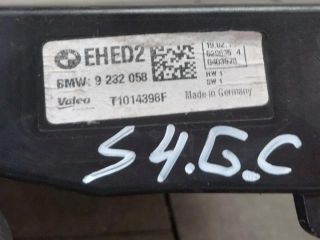 EHED2
BMW: 9 232 058
Valeo T1014396F
Made in Germany
HW 1
SW 1
S4.G.C